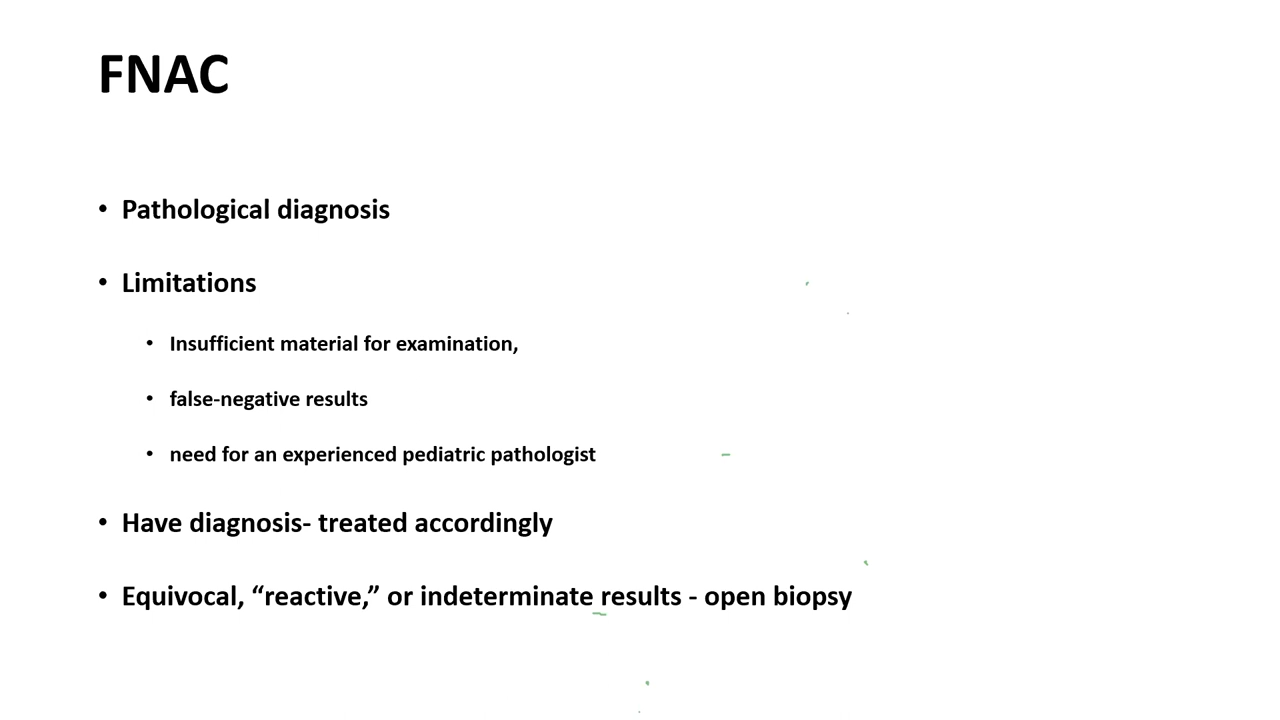 FNAC
• Pathological diagnosis
• Limitations
• Insufficient material for examination,
• false-negative results
• need for an experienced pediatric pathologist
• Have diagnosis- treated accordingly
• Equivocal, “reactive,” or indeterminate results - open biopsy